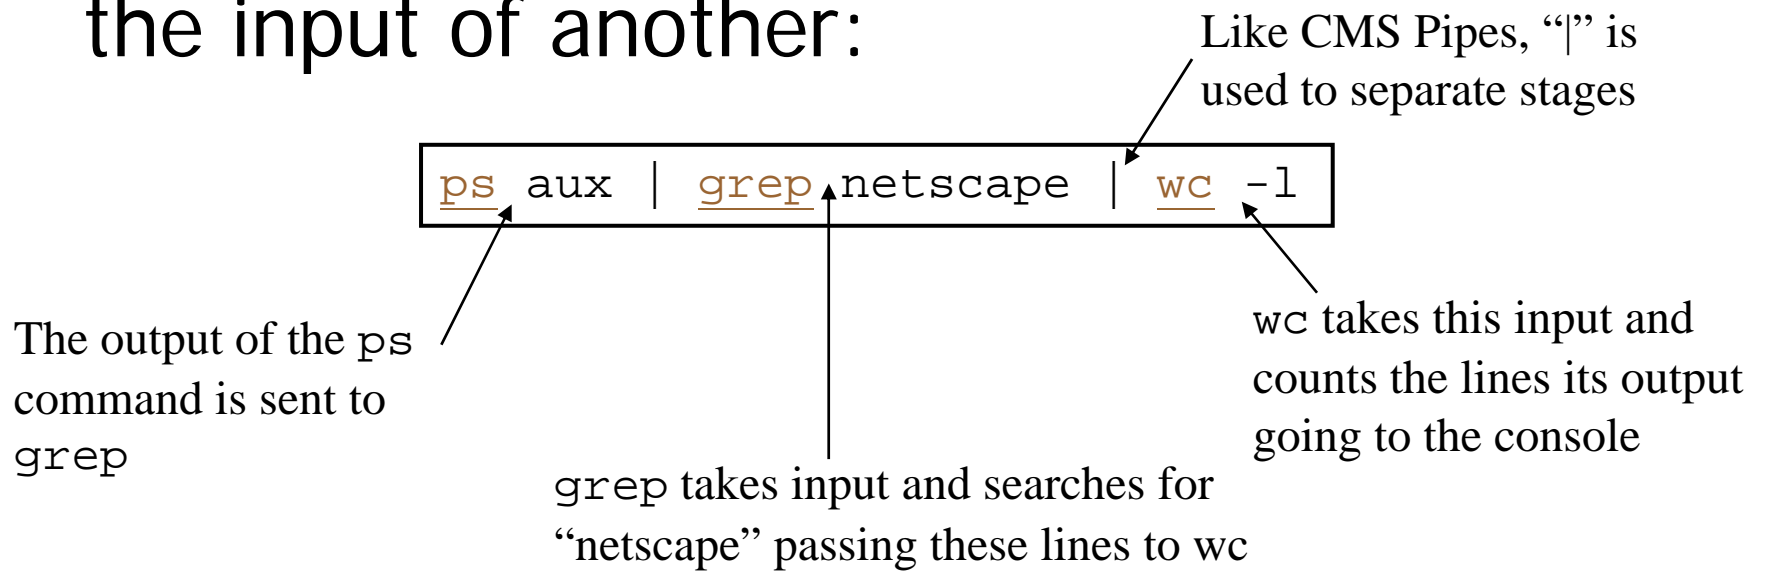 the input of another:
Like CMS Pipes, “|” is
used to separate stages
ps aux | grep netscape | wc -l
The output of the ps
command is sent to
grep
grep takes input and searches for
“netscape” passing these lines to wc
wc takes this input and
counts the lines its output
going to the console